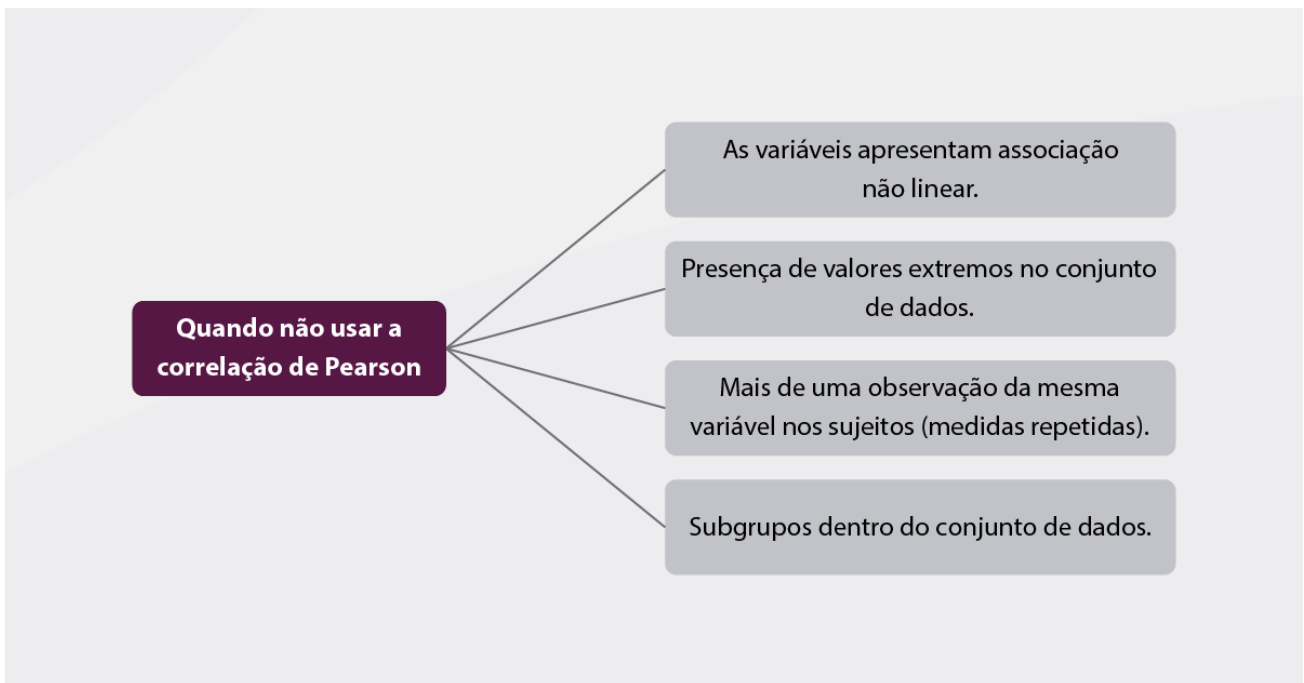 Quando não usar a
correlação de Pearson
As variáveis apresentam associação
não linear.
Presença de valores extremos no conjunto
de dados.
Mais de uma observação da mesma
variável nos sujeitos (medidas repetidas).
Subgrupos dentro do conjunto de dados.